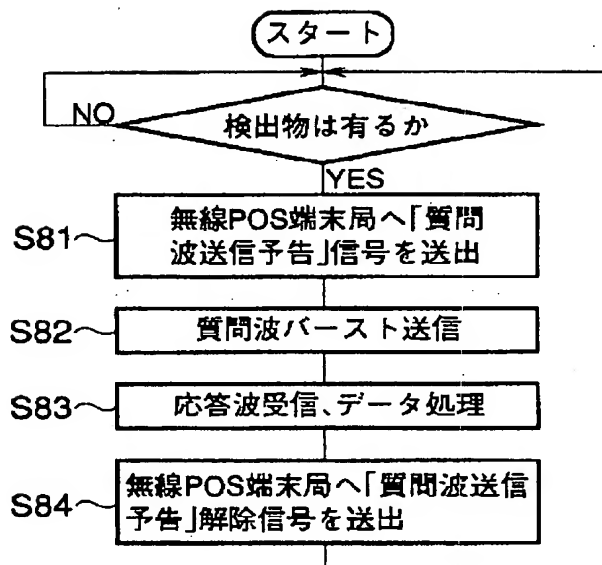 スタート
検出物は有るか
NO
YES
S81
無線POS端末局へ「質問
波送信予告」信号を送出
S82
質問波バースト送信
S83
応答波受信、データ処理
S84
無線POS端末局へ「質問波送信
予告」解除信号を送出